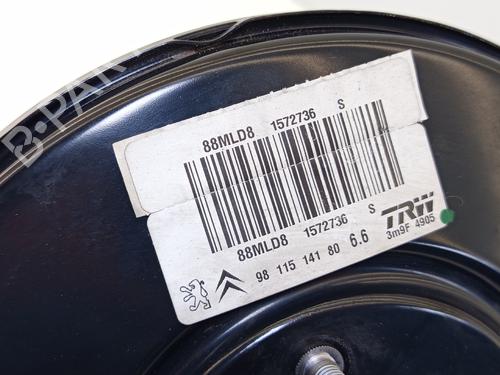 B-PARTS
88MLD8 1572736 S
88MLD8 1572736 S
98 115 141 80 6.6
TRW
3m9F 4905